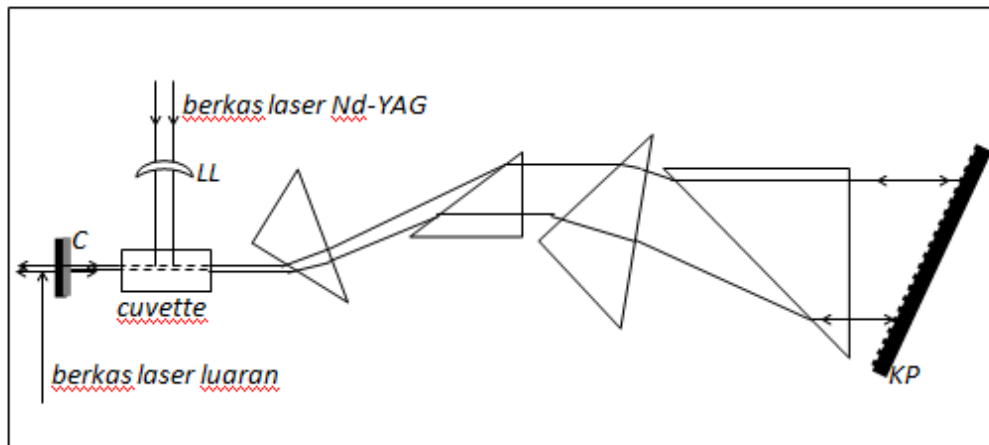 berkas laser Nd-YAG
LL
C
cuvette
berkas laser luaran
KP